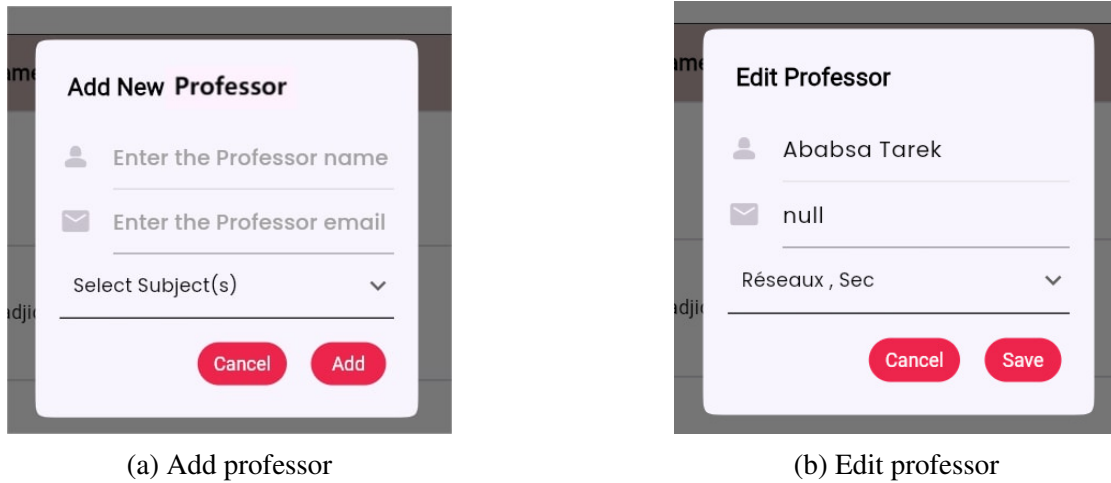 Add New Professor
Enter the Professor name
Enter the Professor email
Select Subject(s)
Cancel Add
(a) Add professor
Edit Professor
Ababsa Tarek
null
Réseaux , Sec
Cancel Save
(b) Edit professor